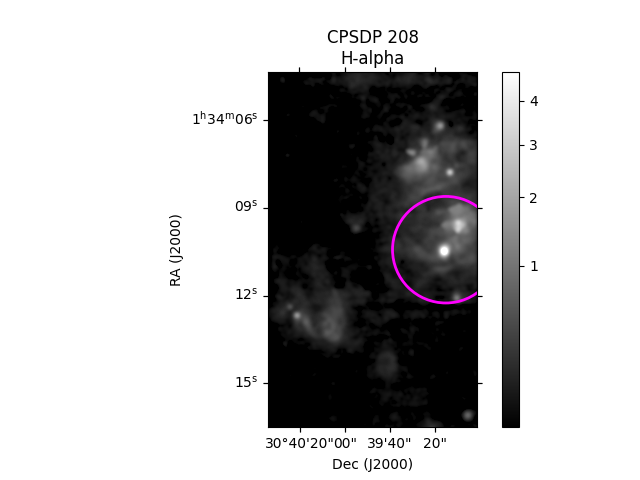 CPSDP 208
H-alpha
1h34m06s
09s
12s
15s
RA (J2000)
30°40'20"00" 39'40" 20"
Dec (J2000)
4
3
2
1